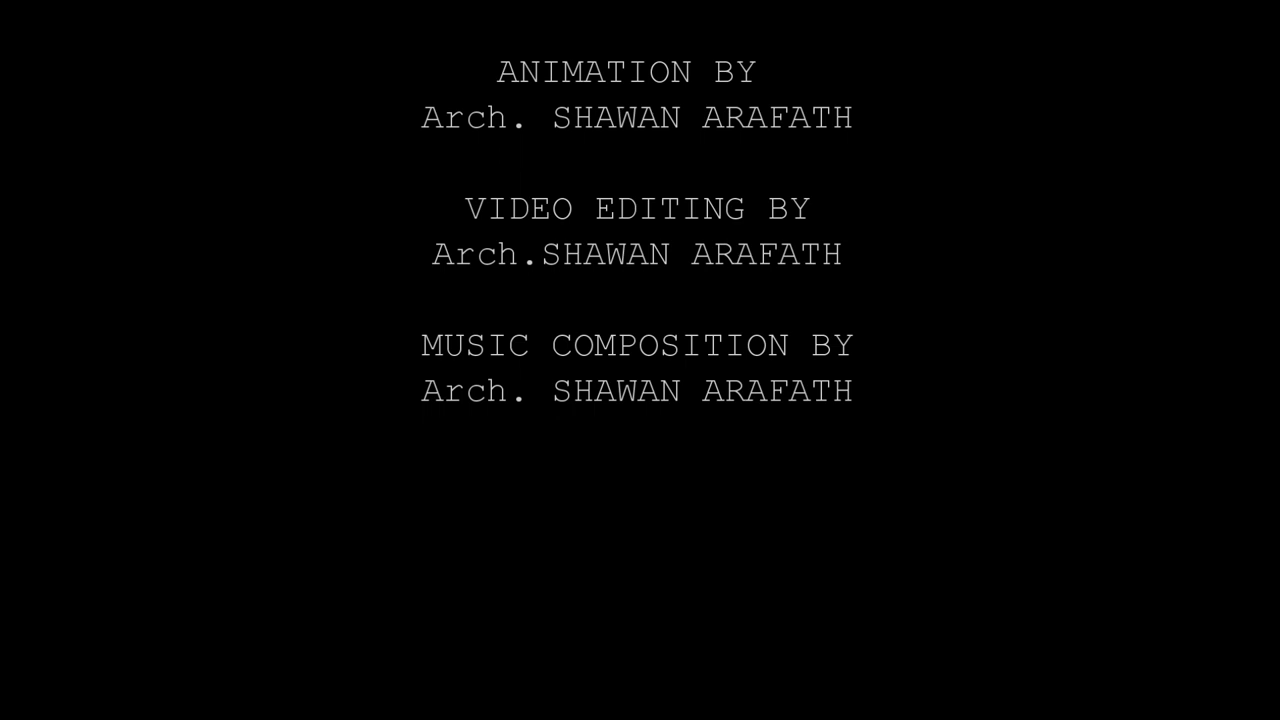 ANIMATION BY
Arch. SHAWAN ARAFATH
VIDEO EDITING BY
Arch.SHAWAN ARAFATH
MUSIC COMPOSITION BY
Arch. SHAWAN ARAFATH